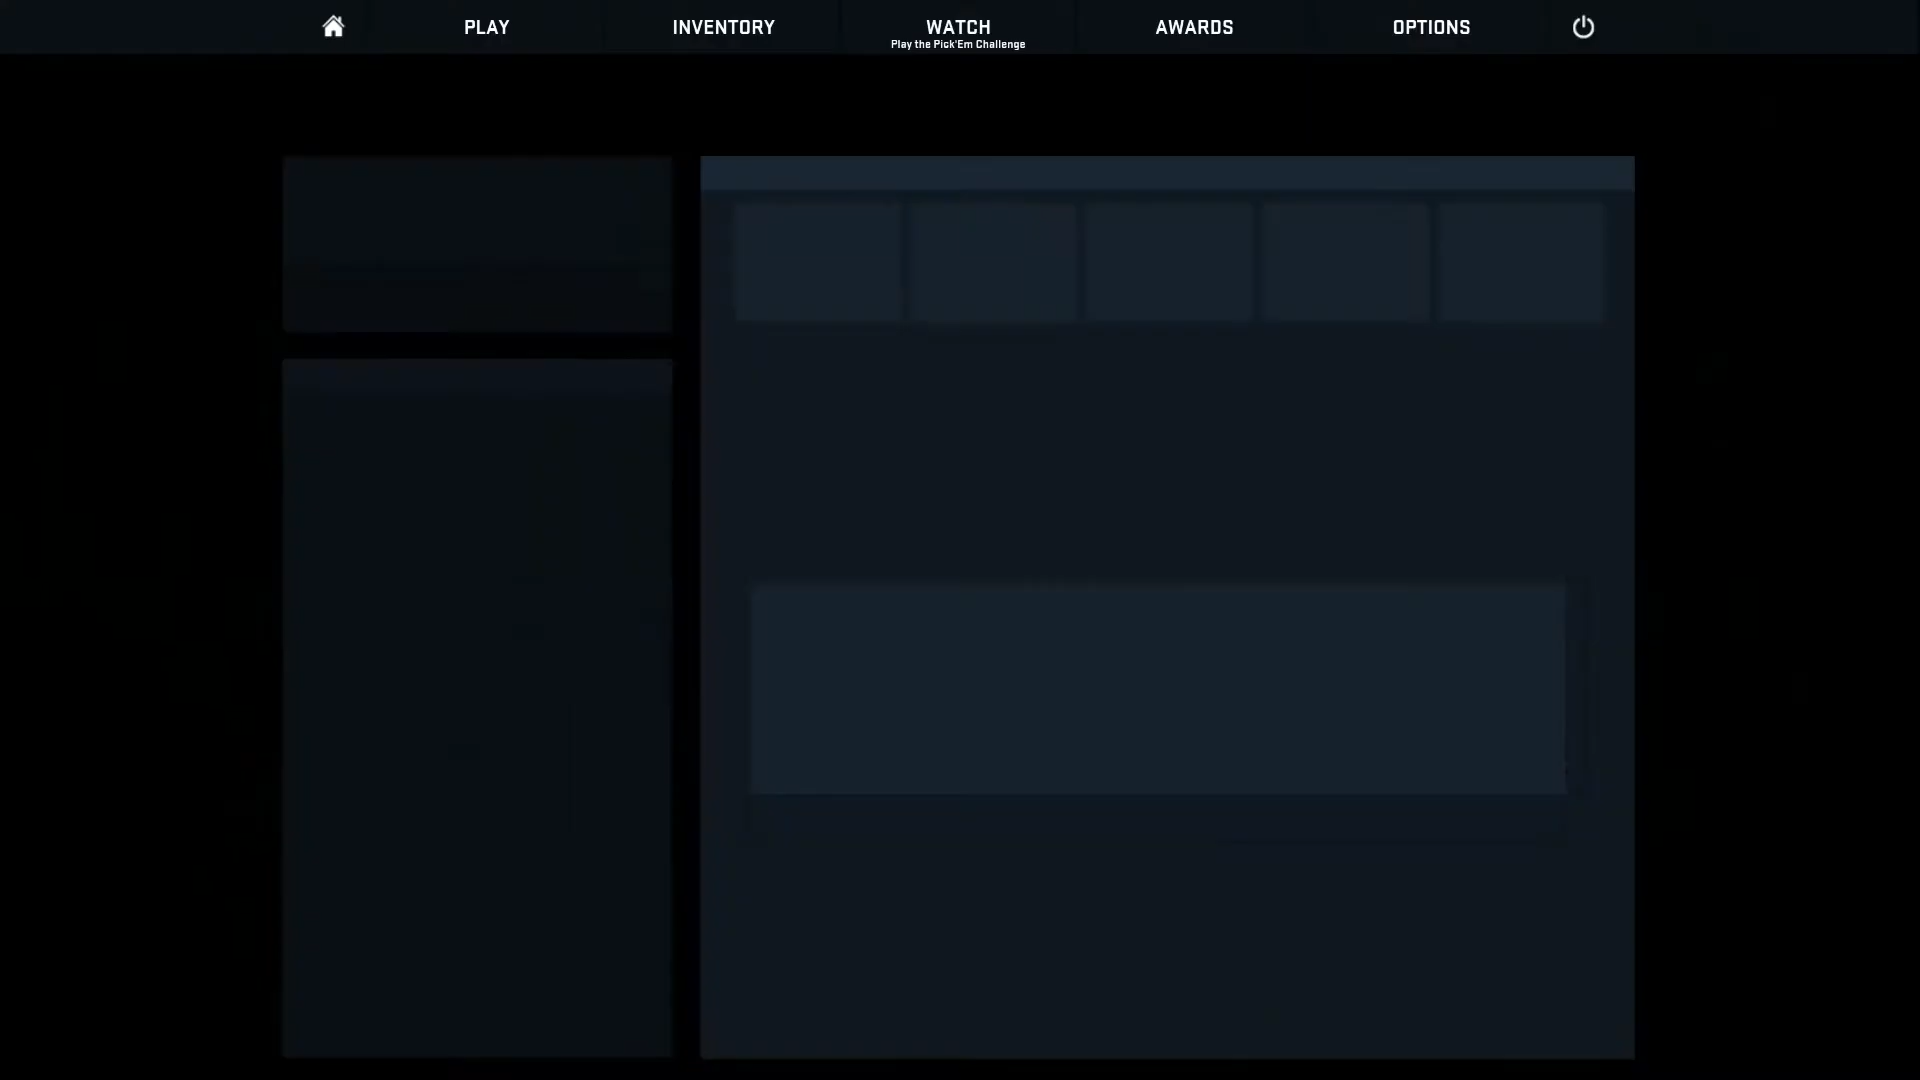 PLAY
INVENTORY
WATCH
Play the Pick'Em Challenge
AWARDS
OPTIONS